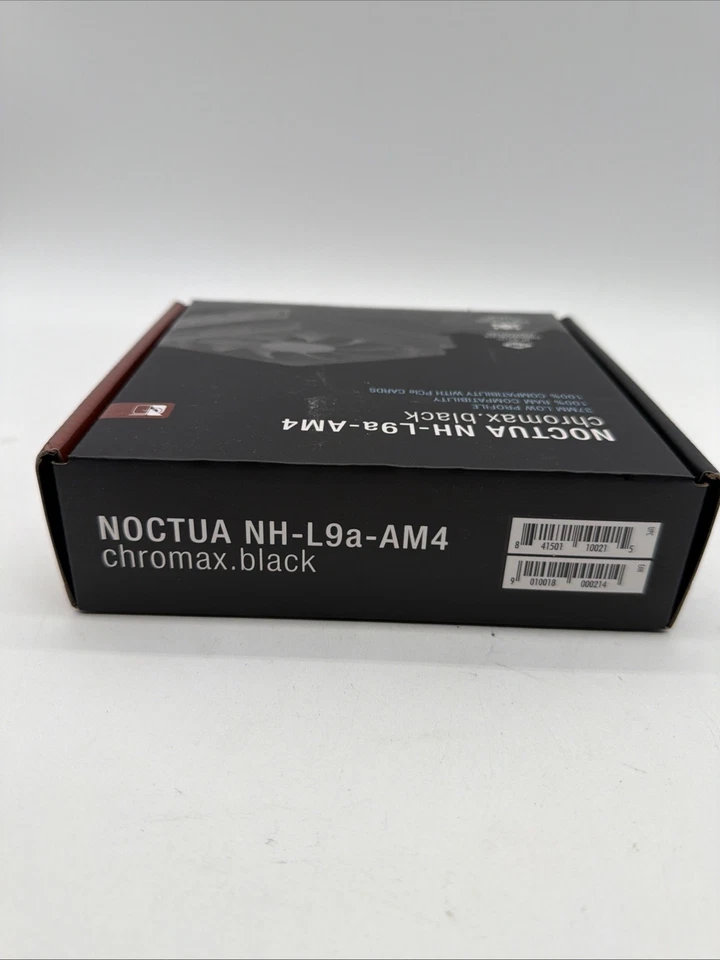 NOCTUA NH-L9a-AM4
chromax.black
37MM LOW PROFILE
100% RAM COMPATIBILITY
100% COMPATIBILITY WITH PCIe CARDS
NOCTUA NH-L9a-AM4
chromax.black
8 41501 10021 5
UPC
9 010018 000214